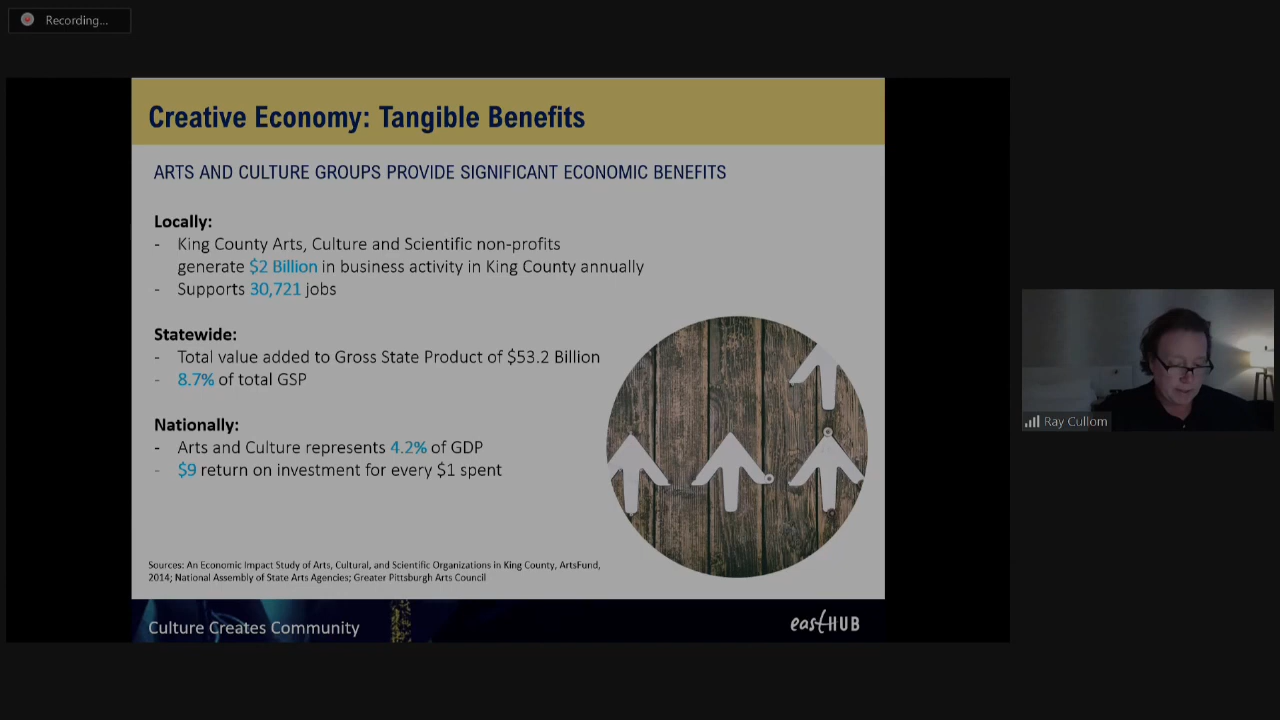 Recording...
Creative Economy: Tangible Benefits
ARTS AND CULTURE GROUPS PROVIDE SIGNIFICANT ECONOMIC BENEFITS
Locally:
- King County Arts, Culture and Scientific non-profits
generate $2 Billion in business activity in King County annually
- Supports 30,721 jobs
Statewide:
- Total value added to Gross State Product of $53.2 Billion
- 8.7% of total GSP
Nationally:
- Arts and Culture represents 4.2% of GDP
- $9 return on investment for every $1 spent
Sources: An Economic Impact Study of Arts, Cultural, and Scientific Organizations in King County, ArtsFund,
2014; National Assembly of State Arts Agencies; Greater Pittsburgh Arts Council
Culture Creates Community
eastHUB
Ray Cullom